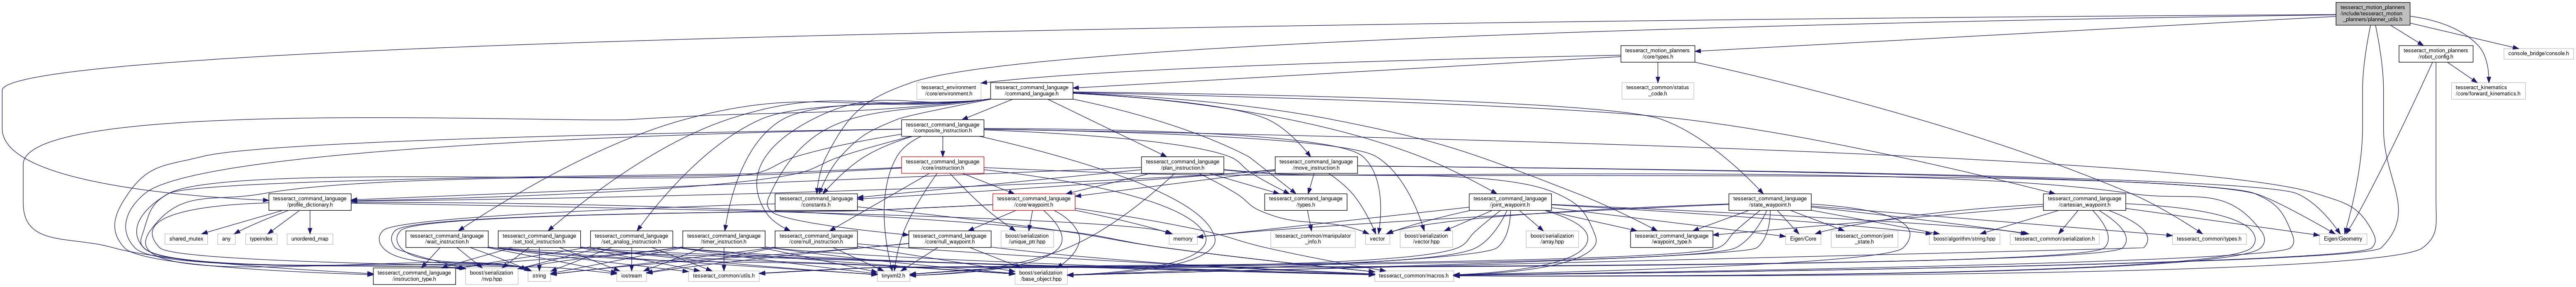 tesseract_motion_planners
/include/tesseract_motion
_planners/planner_utils.h
tesseract_motion_planners
/core/types.h
tesseract_motion_planners
/robot_config.h
console_bridge/console.h
tesseract_environment
/core/environment.h
tesseract_command_language
/command_language.h
tesseract_common/status
_code.h
tesseract_kinematics
/core/forward_kinematics.h
tesseract_command_language
/composite_instruction.h
tesseract_command_language
/core/instruction.h
tesseract_command_language
/plan_instruction.h
tesseract_command_language
/move_instruction.h
tesseract_command_language
/profile_dictionary.h
tesseract_command_language
/constants.h
tesseract_command_language
/core/waypoint.h
tesseract_command_language
/types.h
tesseract_command_language
/joint_waypoint.h
tesseract_command_language
/state_waypoint.h
tesseract_command_language
/cartesian_waypoint.h
shared_mutex
any
typeindex
unordered_map
tesseract_command_language
/wait_instruction.h
tesseract_command_language
/set_tool_instruction.h
tesseract_command_language
/set_analog_instruction.h
tesseract_command_language
/timer_instruction.h
tesseract_command_language
/core/null_instruction.h
tesseract_command_language
/core/null_waypoint.h
boost/serialization
/unique_ptr.hpp
memory
tesseract_common/manipulator
_info.h
vector
boost/serialization
/vector.hpp
boost/serialization
/array.hpp
tesseract_command_language
/waypoint_type.h
Eigen/Core
tesseract_common/joint
_state.h
boost/algorithm/string.hpp
tesseract_common/serialization.h
tesseract_common/types.h
Eigen/Geometry
tesseract_command_language
/instruction_type.h
boost/serialization
/nvp.hpp
string
iostream
tesseract_common/utils.h
tinyxml2.h
boost/serialization
/base_object.hpp
tesseract_common/macros.h